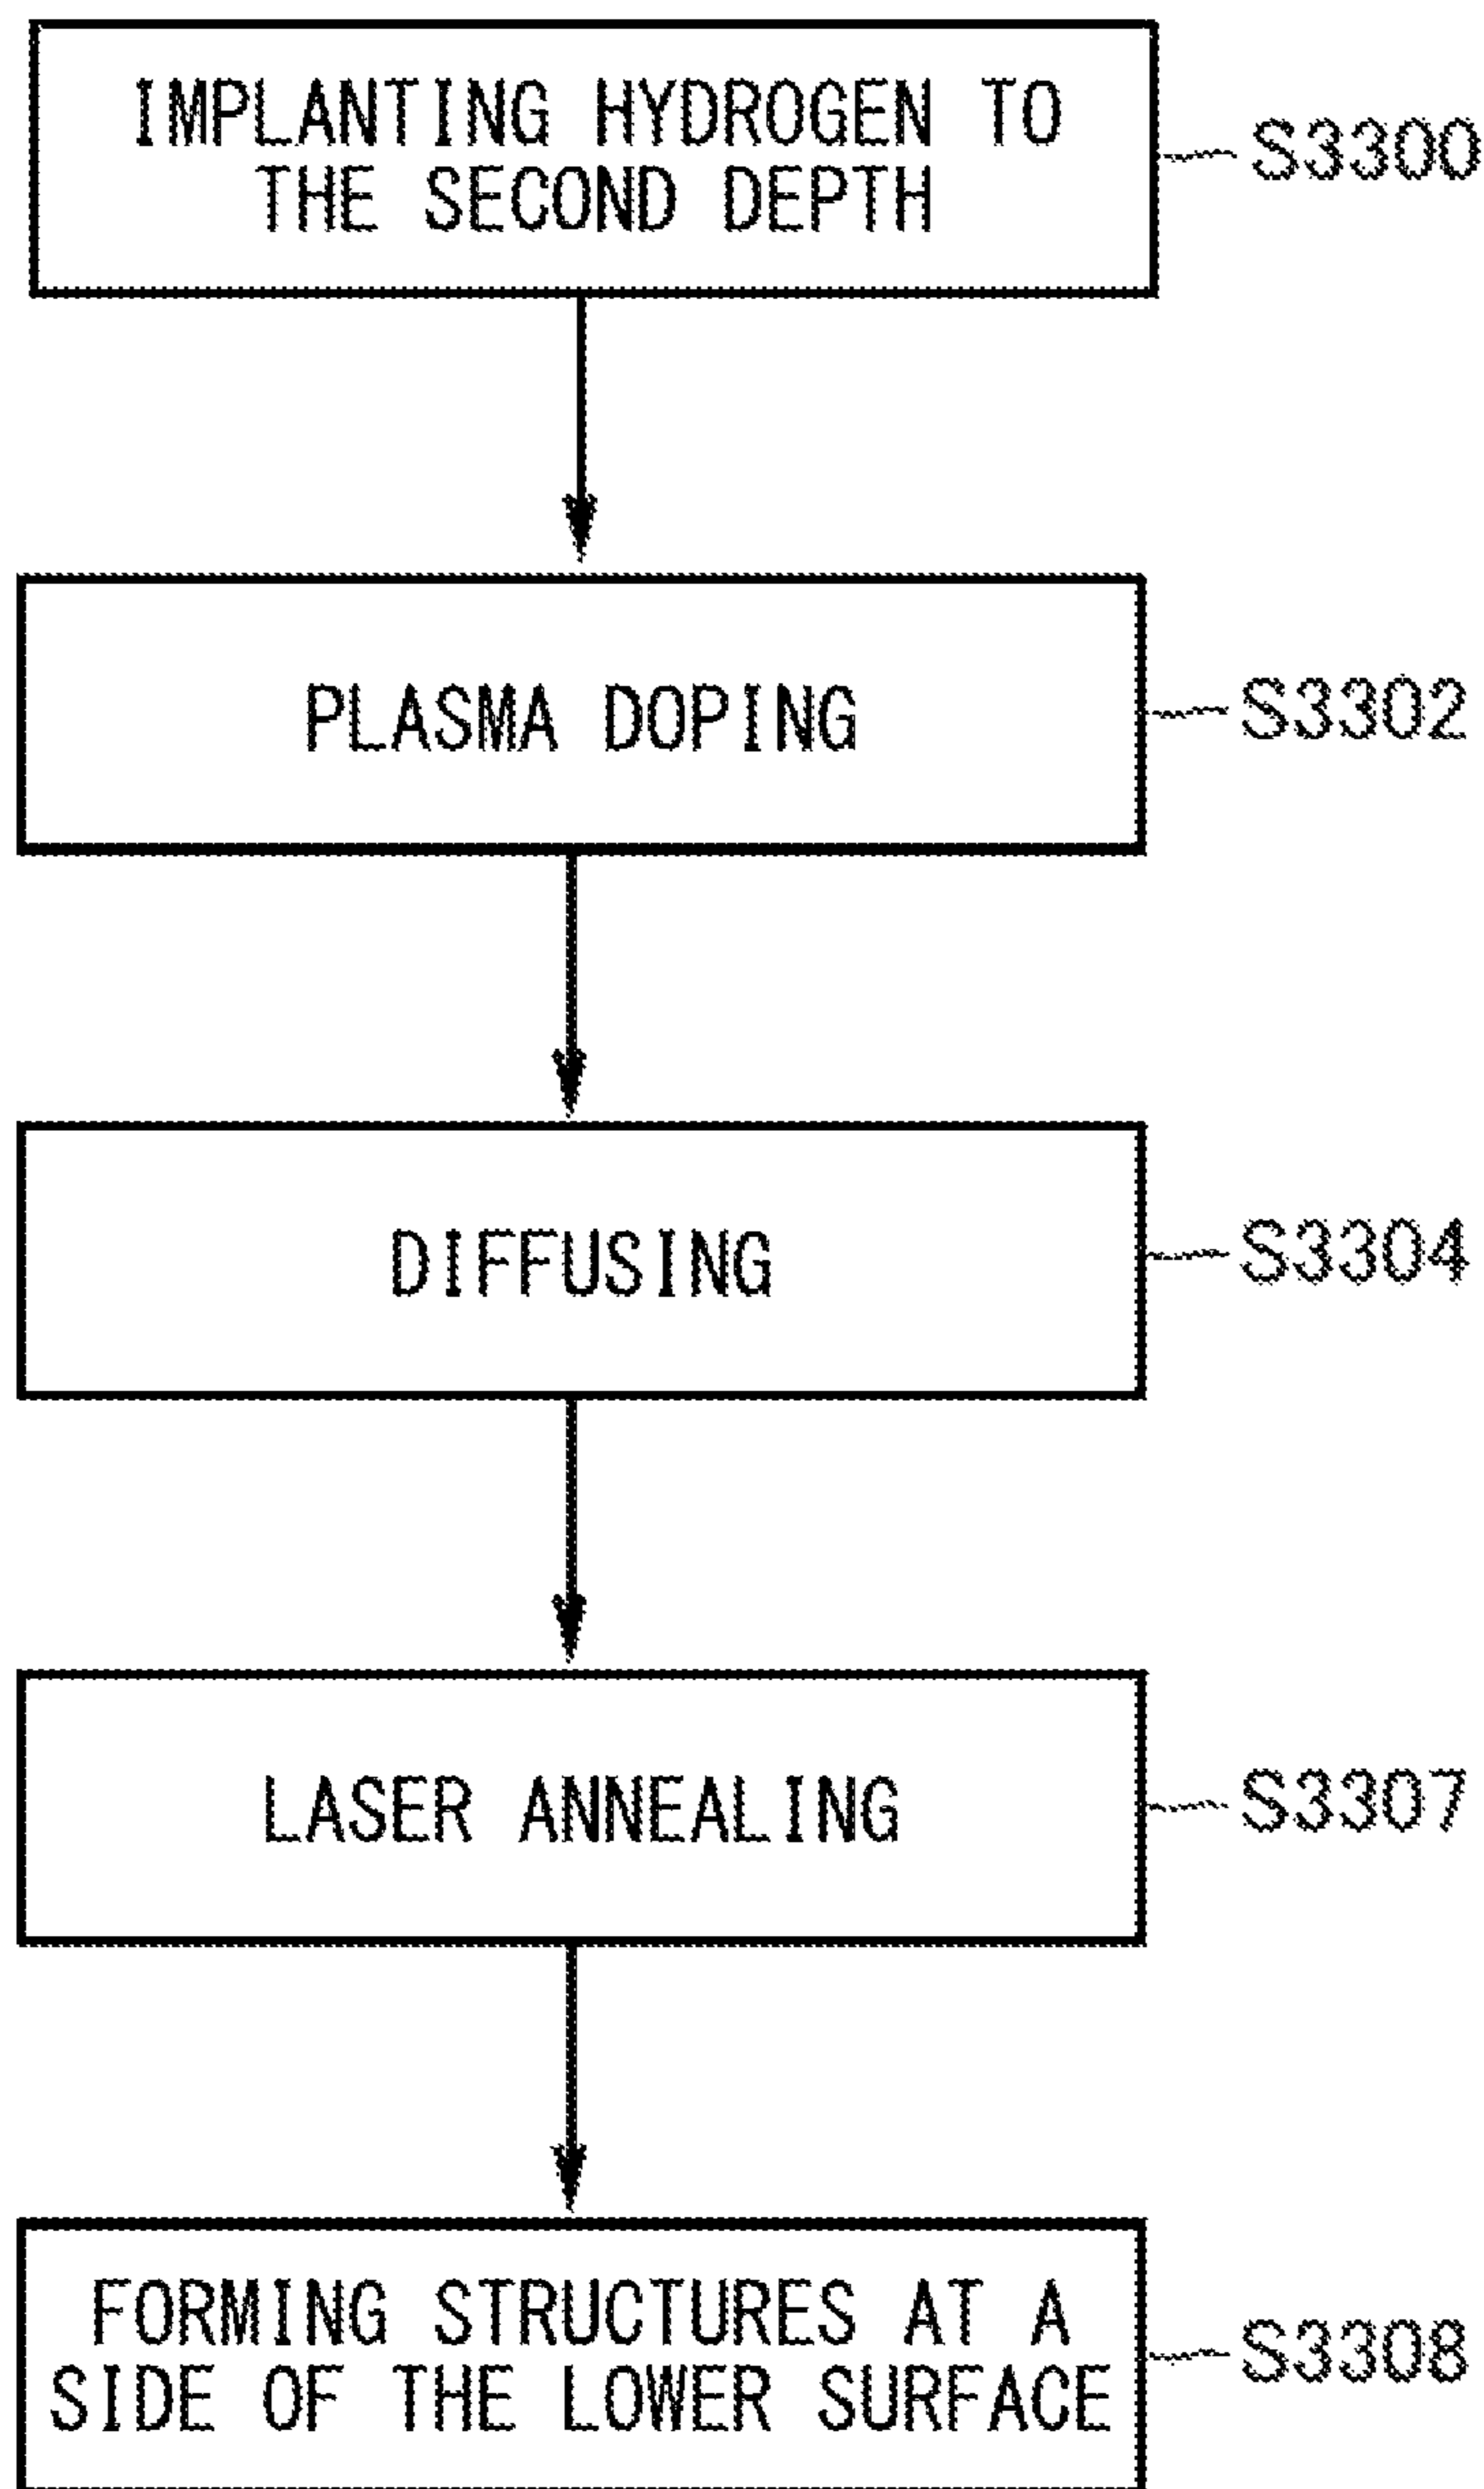 IMPLANTING HYDROGEN TO
THE SECOND DEPTH
S3300
PLASMA DOPING
S3302
DIFFUSING
S3304
LASER ANNEALING
S3307
FORMING STRUCTURES AT A
SIDE OF THE LOWER SURFACE
S3308